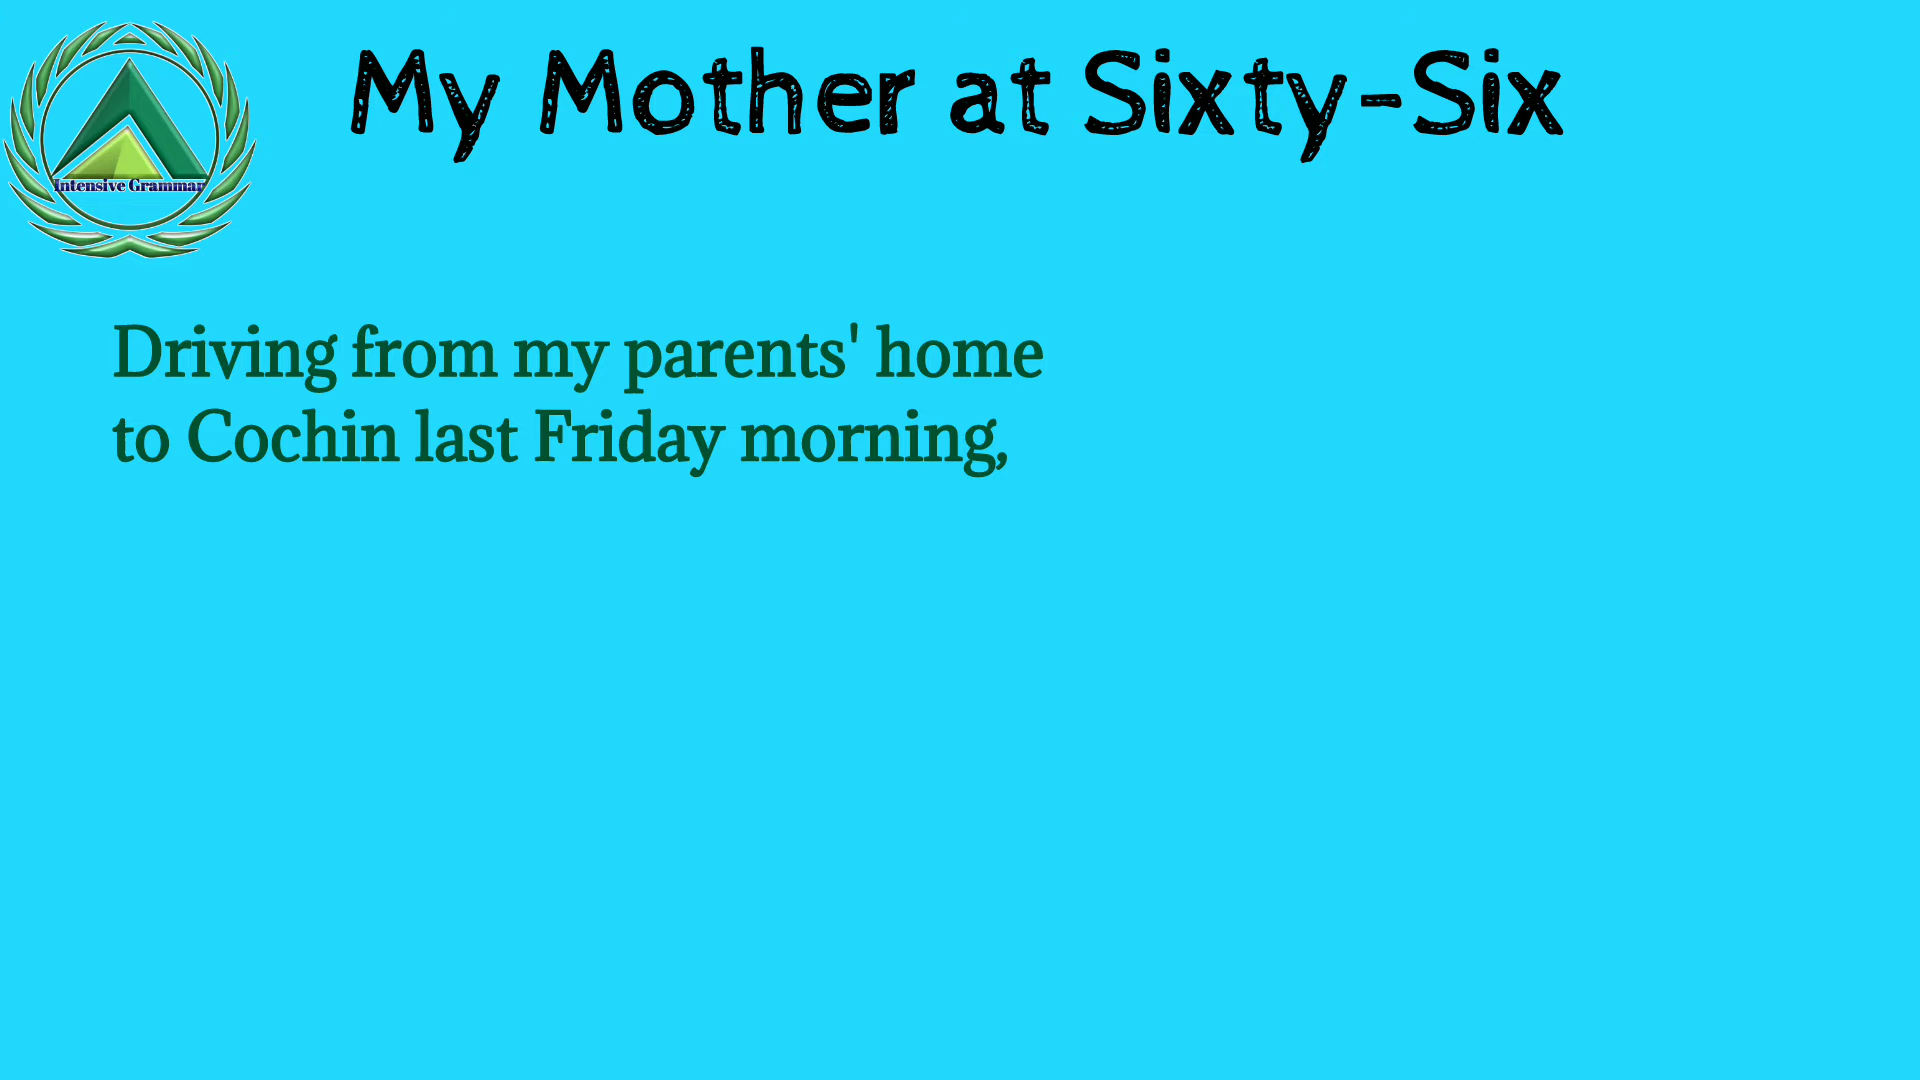 My Mother at Sixty-Six
Intensive Grammar
Driving from my parents' home
to Cochin last Friday morning,